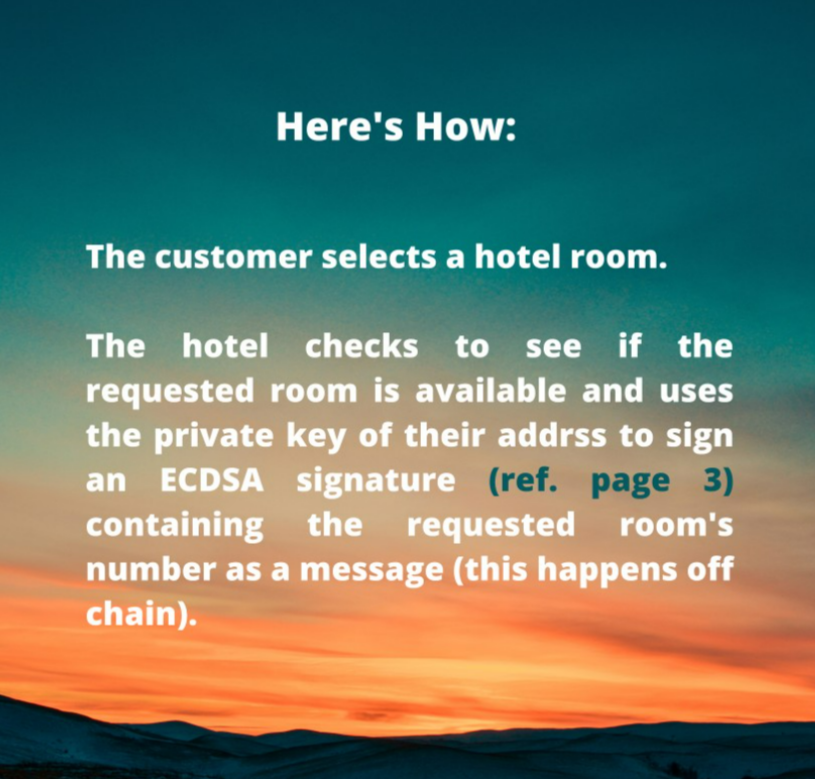 Here's How:
The customer selects a hotel room.
The hotel checks to see if the
requested room is available and uses
the private key of their addrss to sign
an ECDSA signature (ref. page 3)
containing the requested room's
number as a message (this happens off
chain).